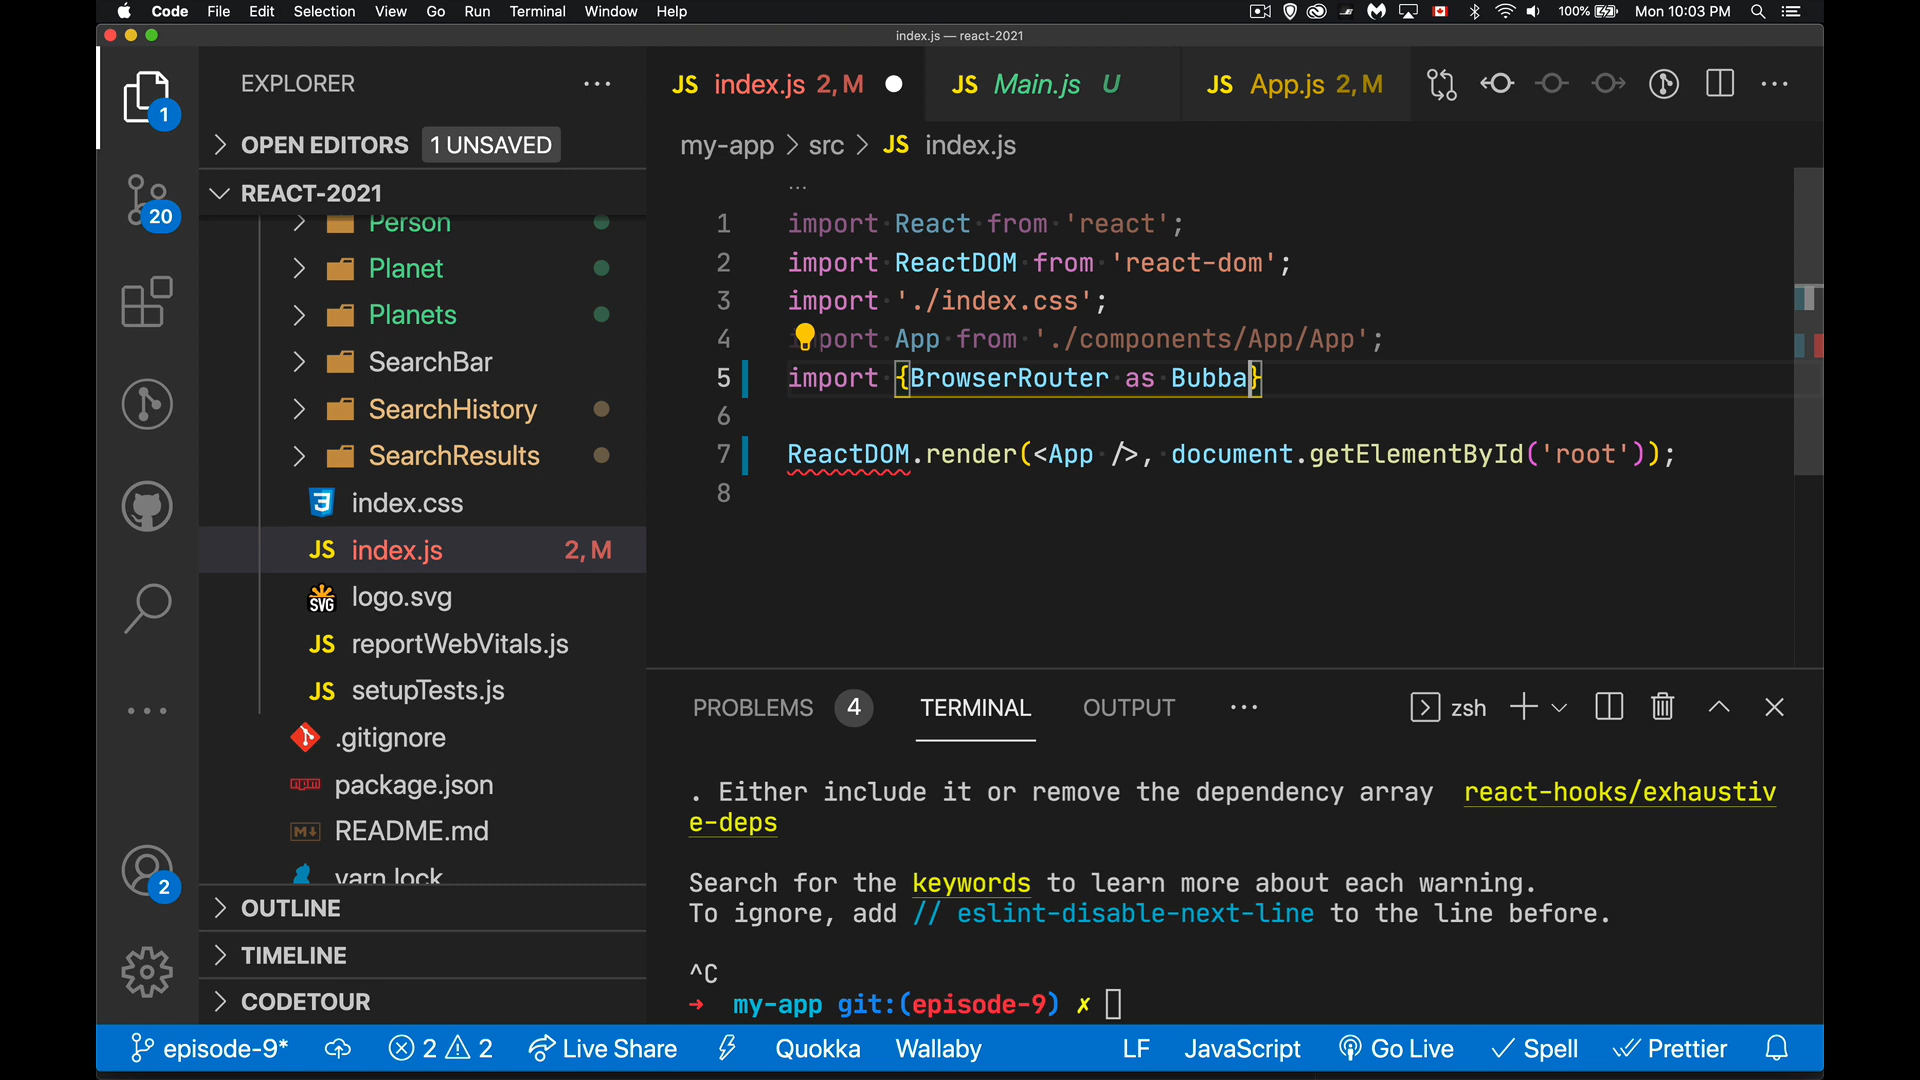 Code File Edit Selection View Go Run Terminal Window Help 100% Mon 10:03 PM
index.js — react-2021
EXPLORER
1
OPEN EDITORS 1 UNSAVED
REACT-2021
20
Person
Planet
Planets
SearchBar
SearchHistory
SearchResults
index.css
JS index.js 2, M
SVG logo.svg
JS reportWebVitals.js
JS setupTests.js
.gitignore
npm package.json
M README.md
yarn.lock
2
OUTLINE
TIMELINE
CODETOUR
JS index.js 2, M
JS Main.js U
JS App.js 2, M
my-app > src > JS index.js
1 import React from 'react';
2 import ReactDOM from 'react-dom';
3 import './index.css';
4 import App from './components/App/App';
5 import {BrowserRouter as Bubba}
6
7 ReactDOM.render(<App />, document.getElementById('root'));
8
PROBLEMS 4 TERMINAL OUTPUT ... zsh
. Either include it or remove the dependency array react-hooks/exhaustiv
e-deps
Search for the keywords to learn more about each warning.
To ignore, add // eslint-disable-next-line to the line before.
^C
→ my-app git:(episode-9) ✗
episode-9* 2 2 Live Share Quokka Wallaby LF JavaScript Go Live Spell Prettier